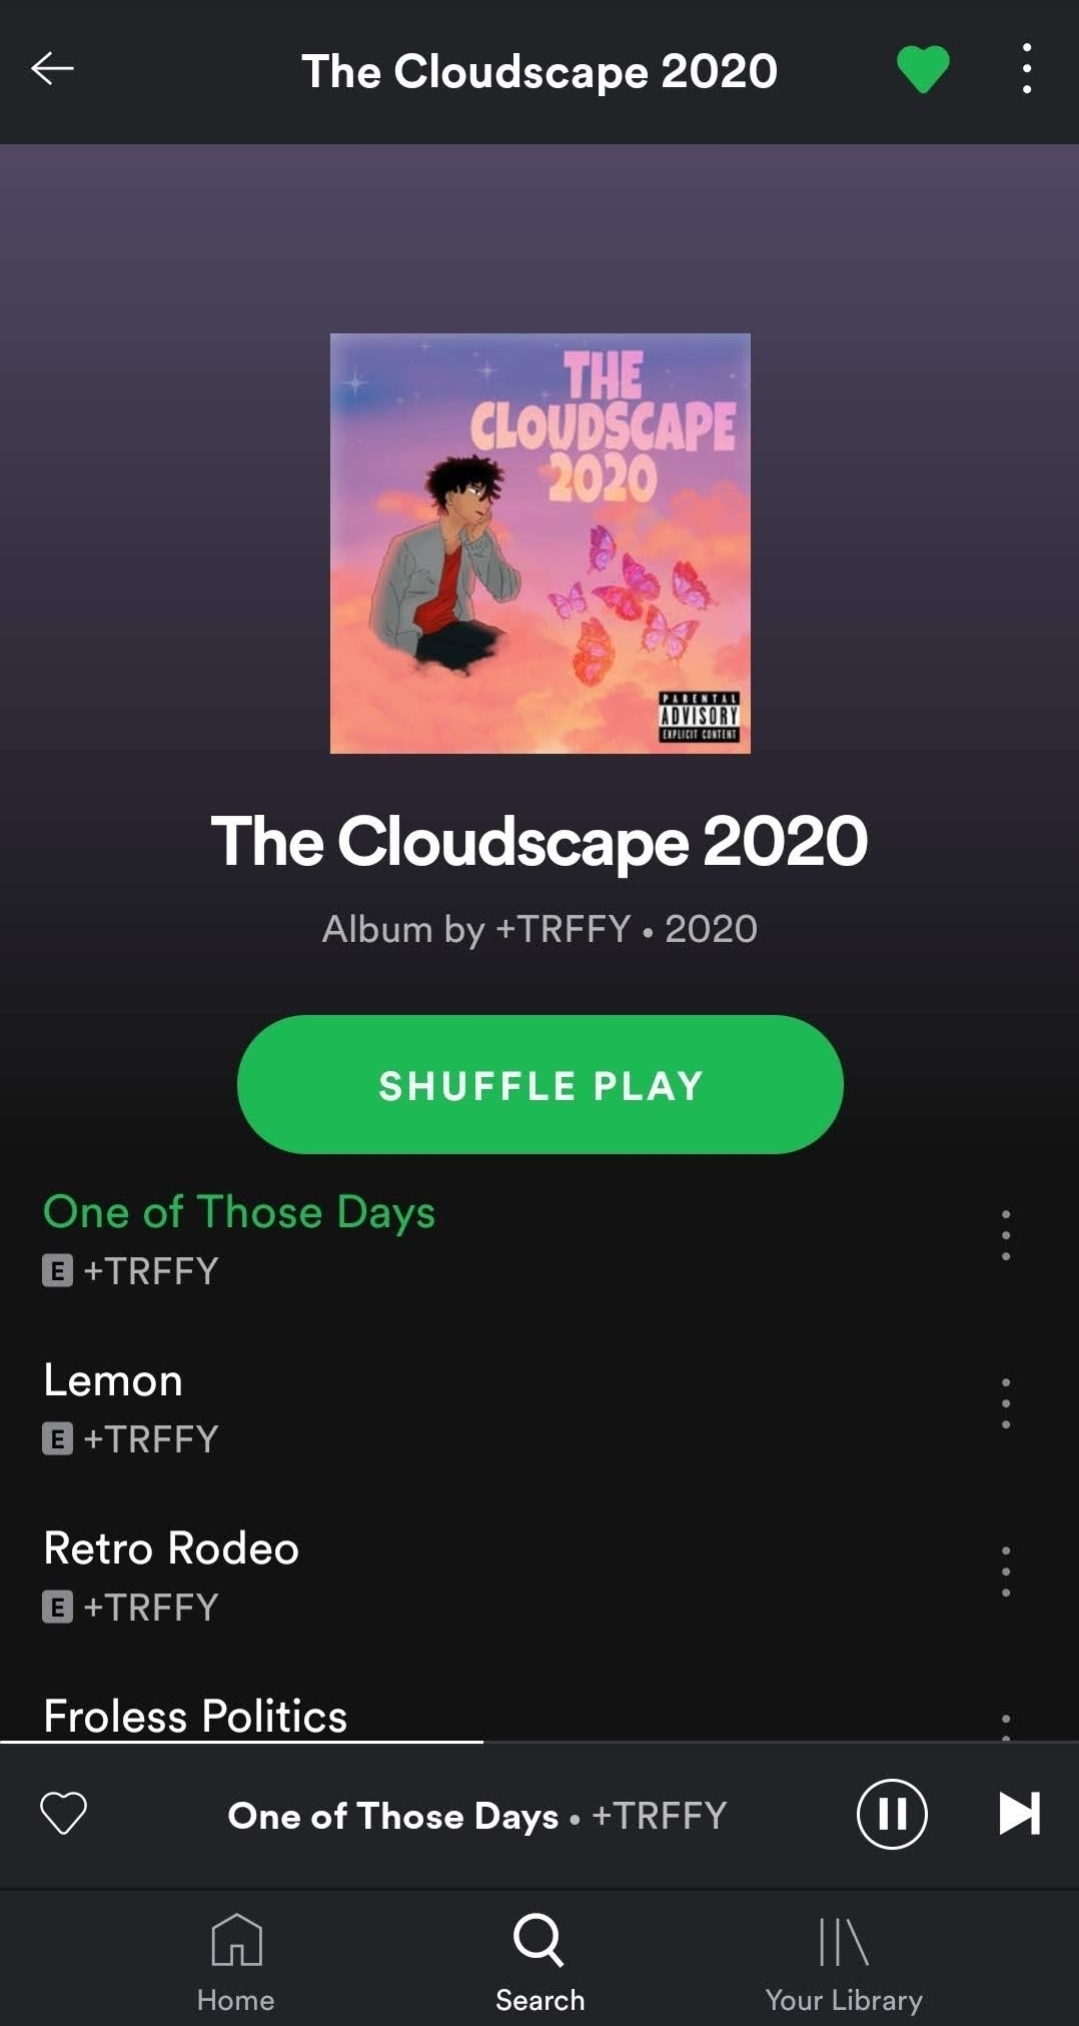 The Cloudscape 2020
THE
CLOUDSCAPE
2020
PARENTAL
ADVISORY
EXPLICIT CONTENT
The Cloudscape 2020
Album by +TRFFY • 2020
SHUFFLE PLAY
One of Those Days
E +TRFFY
Lemon
E +TRFFY
Retro Rodeo
E +TRFFY
Froless Politics
One of Those Days • +TRFFY
Home Search Your Library